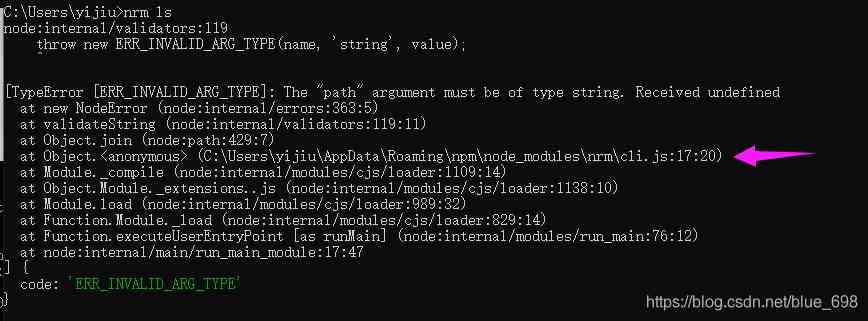 C:\Users\yijiu>nrm ls
node:internal/validators:119
    throw new ERR_INVALID_ARG_TYPE(name, 'string', value);
    ^

[TypeError [ERR_INVALID_ARG_TYPE]: The "path" argument must be of type string. Received undefined
    at new NodeError (node:internal/errors:363:5)
    at validateString (node:internal/validators:119:11)
    at Object.join (node:path:429:7)
    at Object.<anonymous> (C:\Users\yijiu\AppData\Roaming\npm\node_modules\nrm\cli.js:17:20)
    at Module._compile (node:internal/modules/cjs/loader:1109:14)
    at Object.Module._extensions..js (node:internal/modules/cjs/loader:1138:10)
    at Module.load (node:internal/modules/cjs/loader:989:32)
    at Function.Module._load (node:internal/modules/cjs/loader:829:14)
    at Function.executeUserEntryPoint [as runMain] (node:internal/modules/run_main:76:12)
    at node:internal/main/run_main_module:17:47
] {
  code: 'ERR_INVALID_ARG_TYPE'
}
https://blog.csdn.net/blue_698